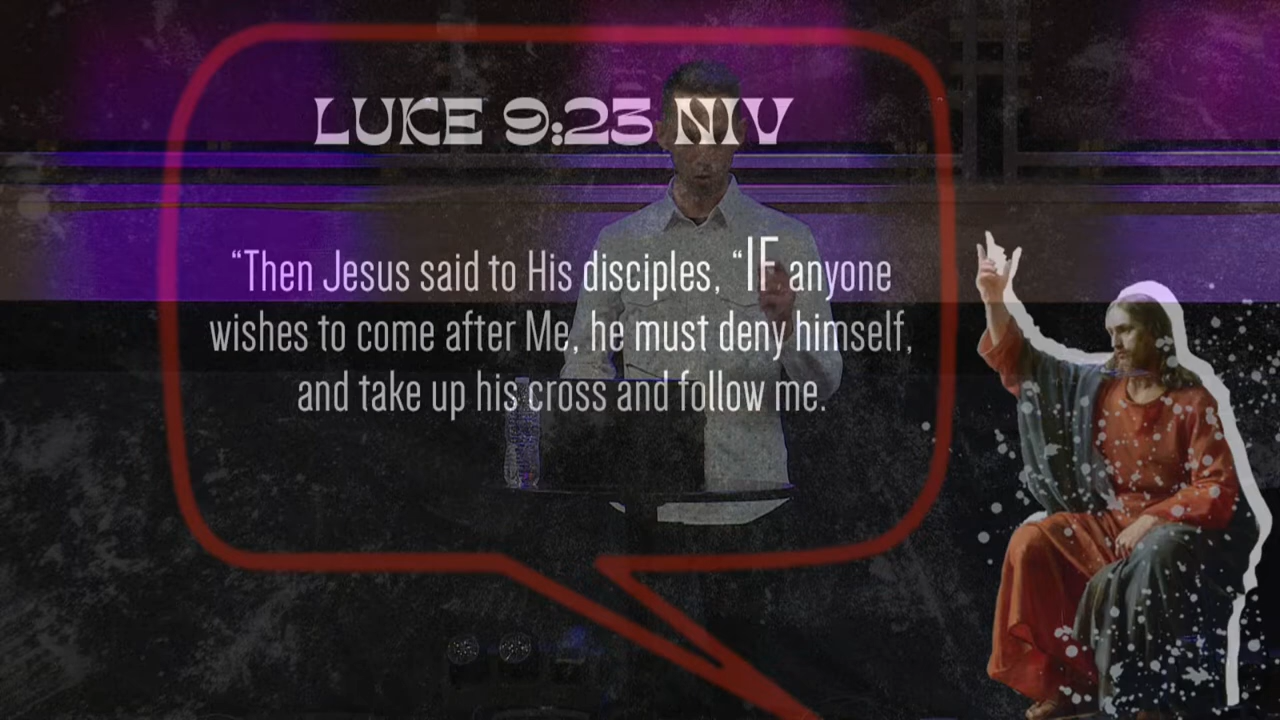 LUKE 9:23 NIV
“Then Jesus said to His disciples, “IF anyone
wishes to come after Me, he must deny himself,
and take up his cross and follow me.